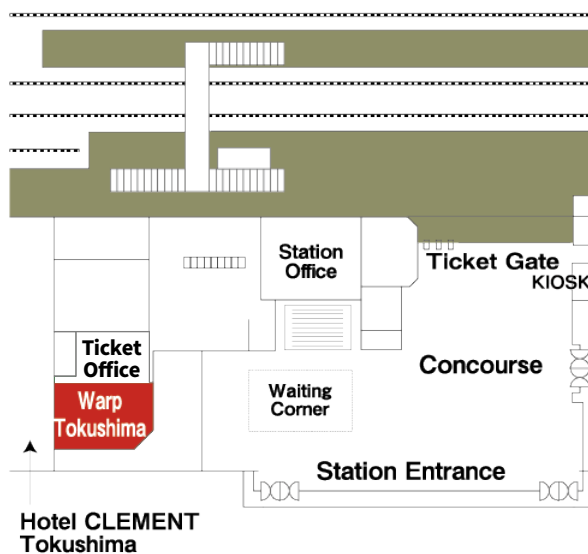 Station
Office
Ticket Gate
KIOSK
Ticket
Office
Concourse
Warp
Tokushima
Waiting
Corner
Station Entrance
Hotel CLEMENT
Tokushima